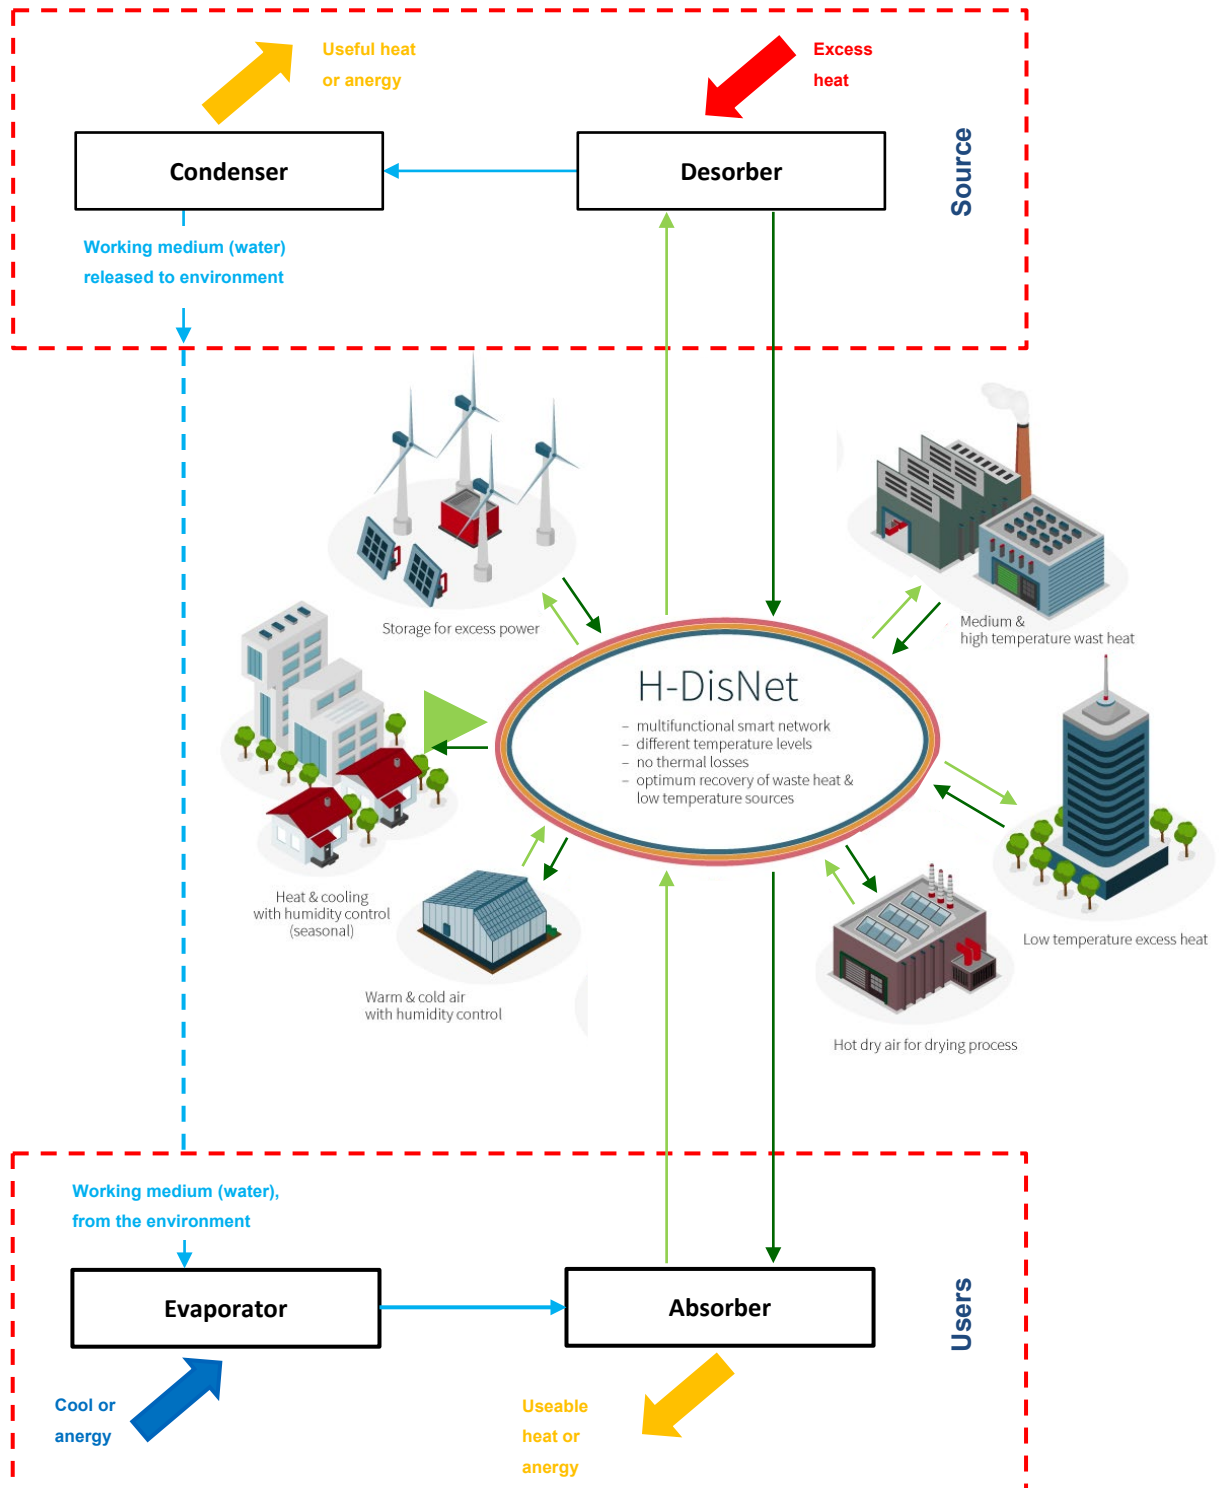 Useful heat
or anergy
Excess
heat
Condenser
Desorber
Source
Working medium (water)
released to environment
Storage for excess power
Medium &
high temperature wast heat
H-DisNet
– multifunctional smart network
– different temperature levels
– no thermal losses
– optimum recovery of waste heat &
low temperature sources
Heat & cooling
with humidity control
(seasonal)
Low temperature excess heat
Warm & cold air
with humidity control
Hot dry air for drying process
Working medium (water),
from the environment
Evaporator
Absorber
Users
Cool or
anergy
Useable
heat or
anergy